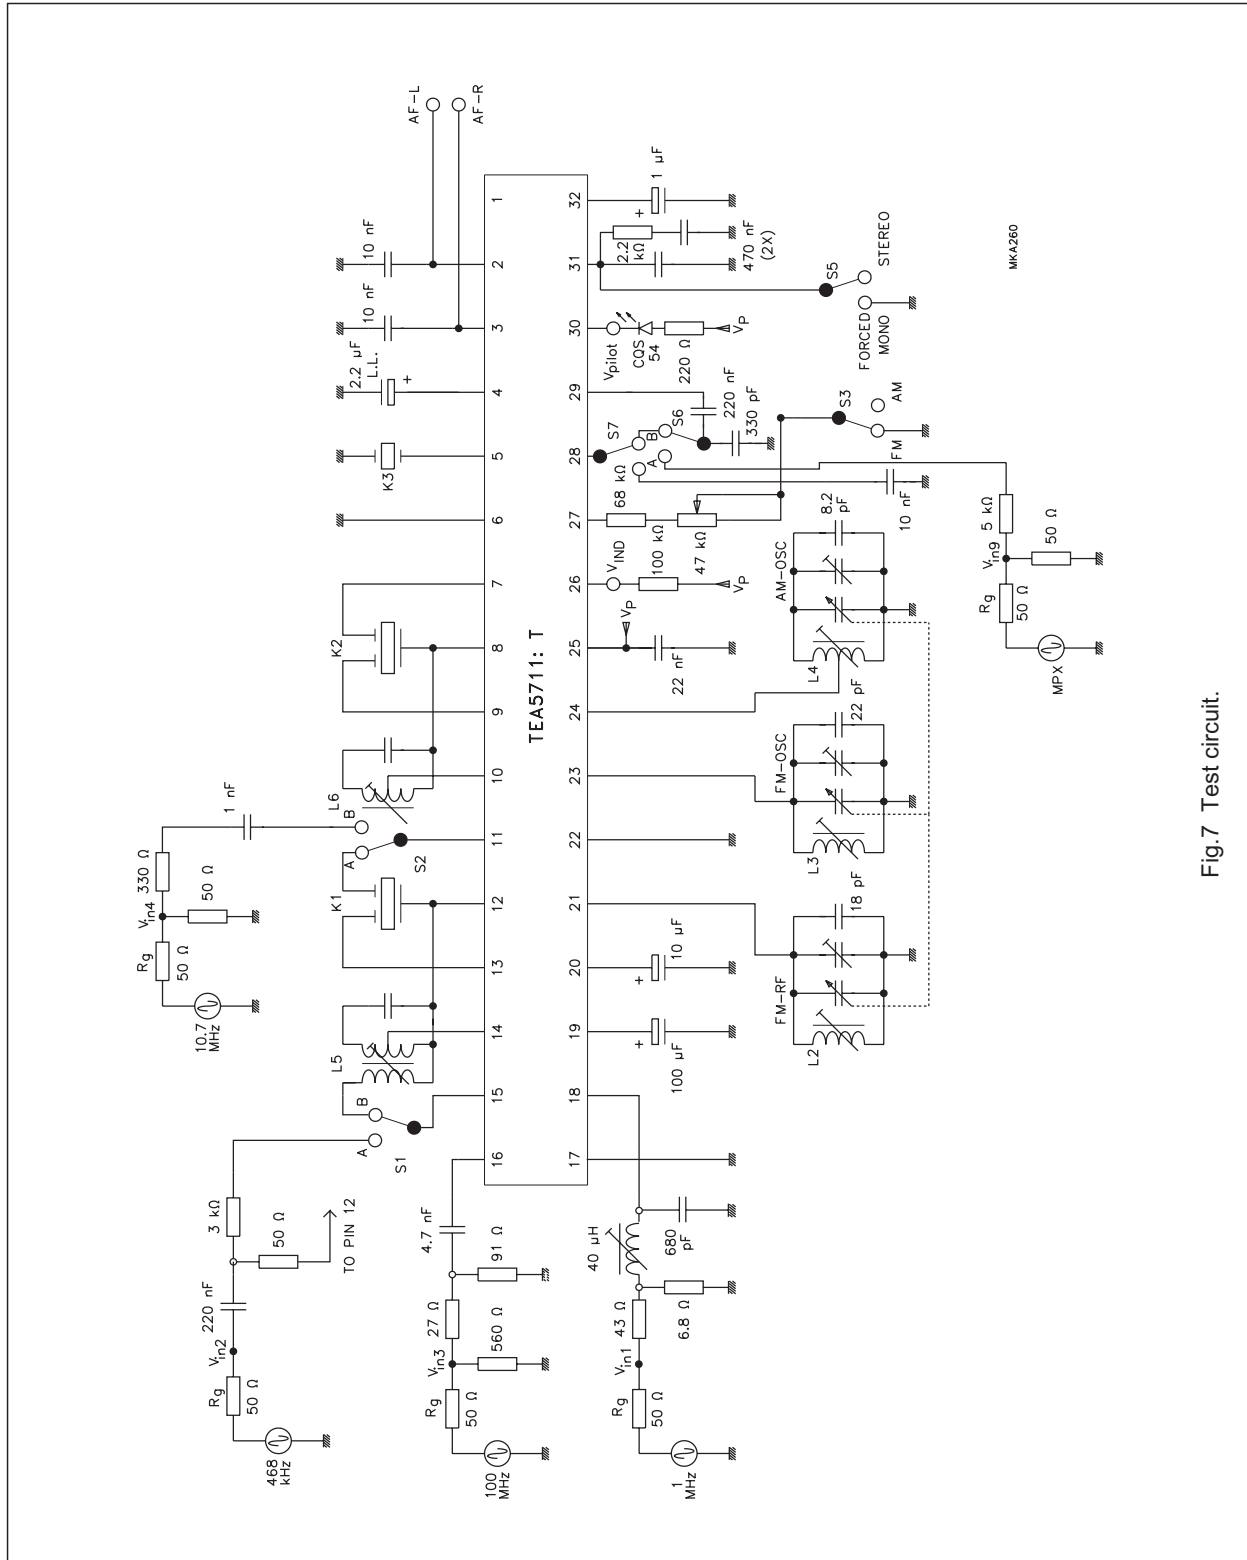 AF-L
AF-R
10 nF
10 nF
2.2 µF
L.L.
+
K3
K2
L6
B
A
S2
1 nF
330 Ω
50 Ω
Vin4
Rg
50 Ω
10.7
MHz
K1
L5
B
A
S1
3 kΩ
50 Ω
TO PIN 12
220 nF
Vin2
Rg
50 Ω
468
kHz
4.7 nF
91 Ω
27 Ω
560 Ω
Vin3
Rg
50 Ω
100
MHz
40 µH
680
pF
43 Ω
6.8 Ω
Vin1
Rg
50 Ω
1
MHz
1
2
3
4
5
6
7
8
9
10
11
12
13
14
15
16
TEA5711: T
32
31
30
29
28
27
26
25
24
23
22
21
20
19
18
17
1 µF
+
2.2
kΩ
470 nF
(2X)
S5
STEREO
FORCED
MONO
Vpilot
CQS
54
220 Ω
VP
220 nF
330 pF
S6
S7
B
A
S3
AM
FM
68 kΩ
47 kΩ
10 nF
VIND
100 kΩ
VP
VP
22 nF
AM-OSC
8.2
pF
L4
FM-OSC
22 pF
L3
FM-RF
18 pF
L2
10 µF
+
100 µF
+
5 kΩ
50 Ω
Vin9
Rg
50 Ω
MPX
MKA260
Fig.7 Test circuit.